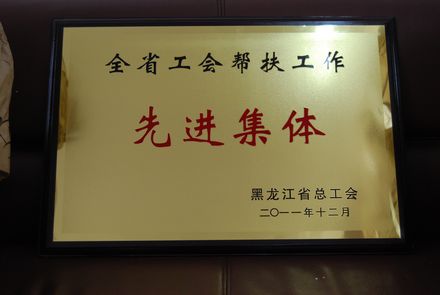 全省工会帮扶工作
先进集体
黑龙江省总工会
二〇一一年十二月